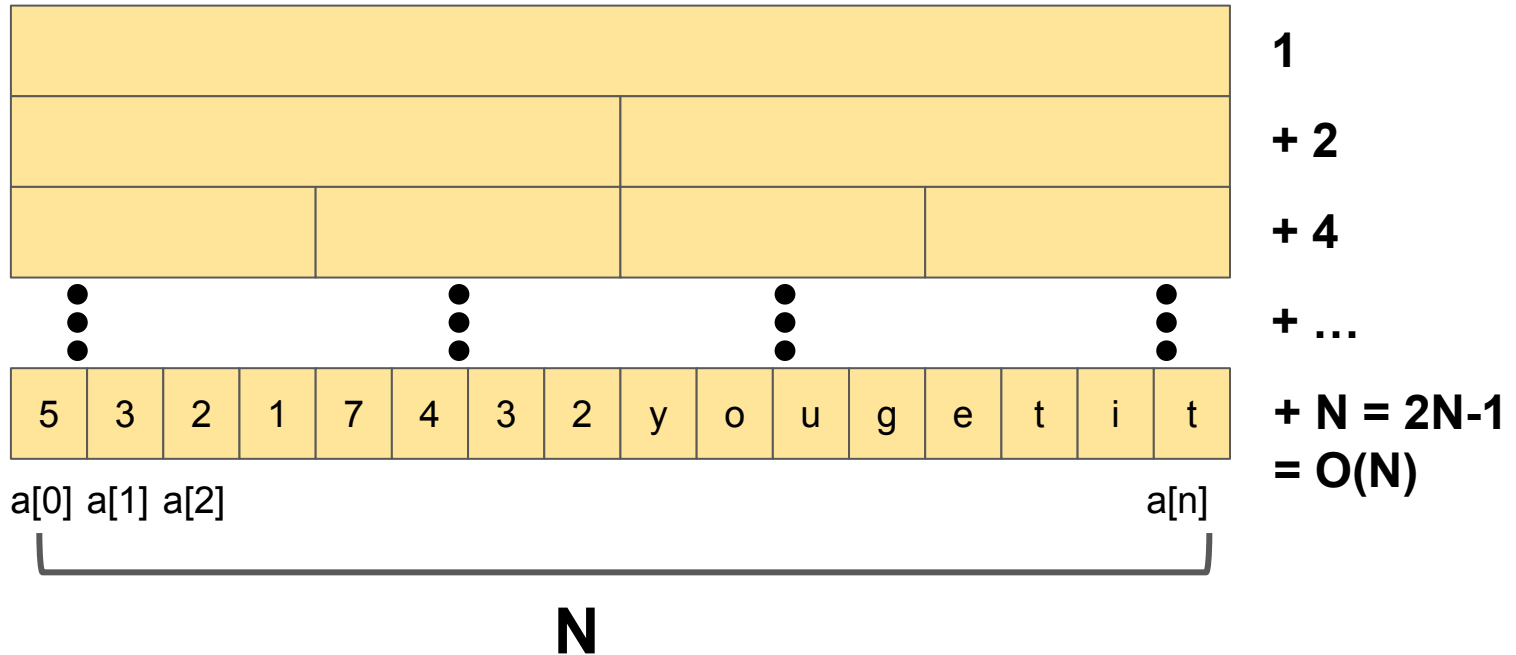 1
+ 2
+ 4
+ ...
5 3 2 1 7 4 3 2 y o u g e t i t
+ N = 2N-1
= O(N)
a[0] a[1] a[2] a[n]
N